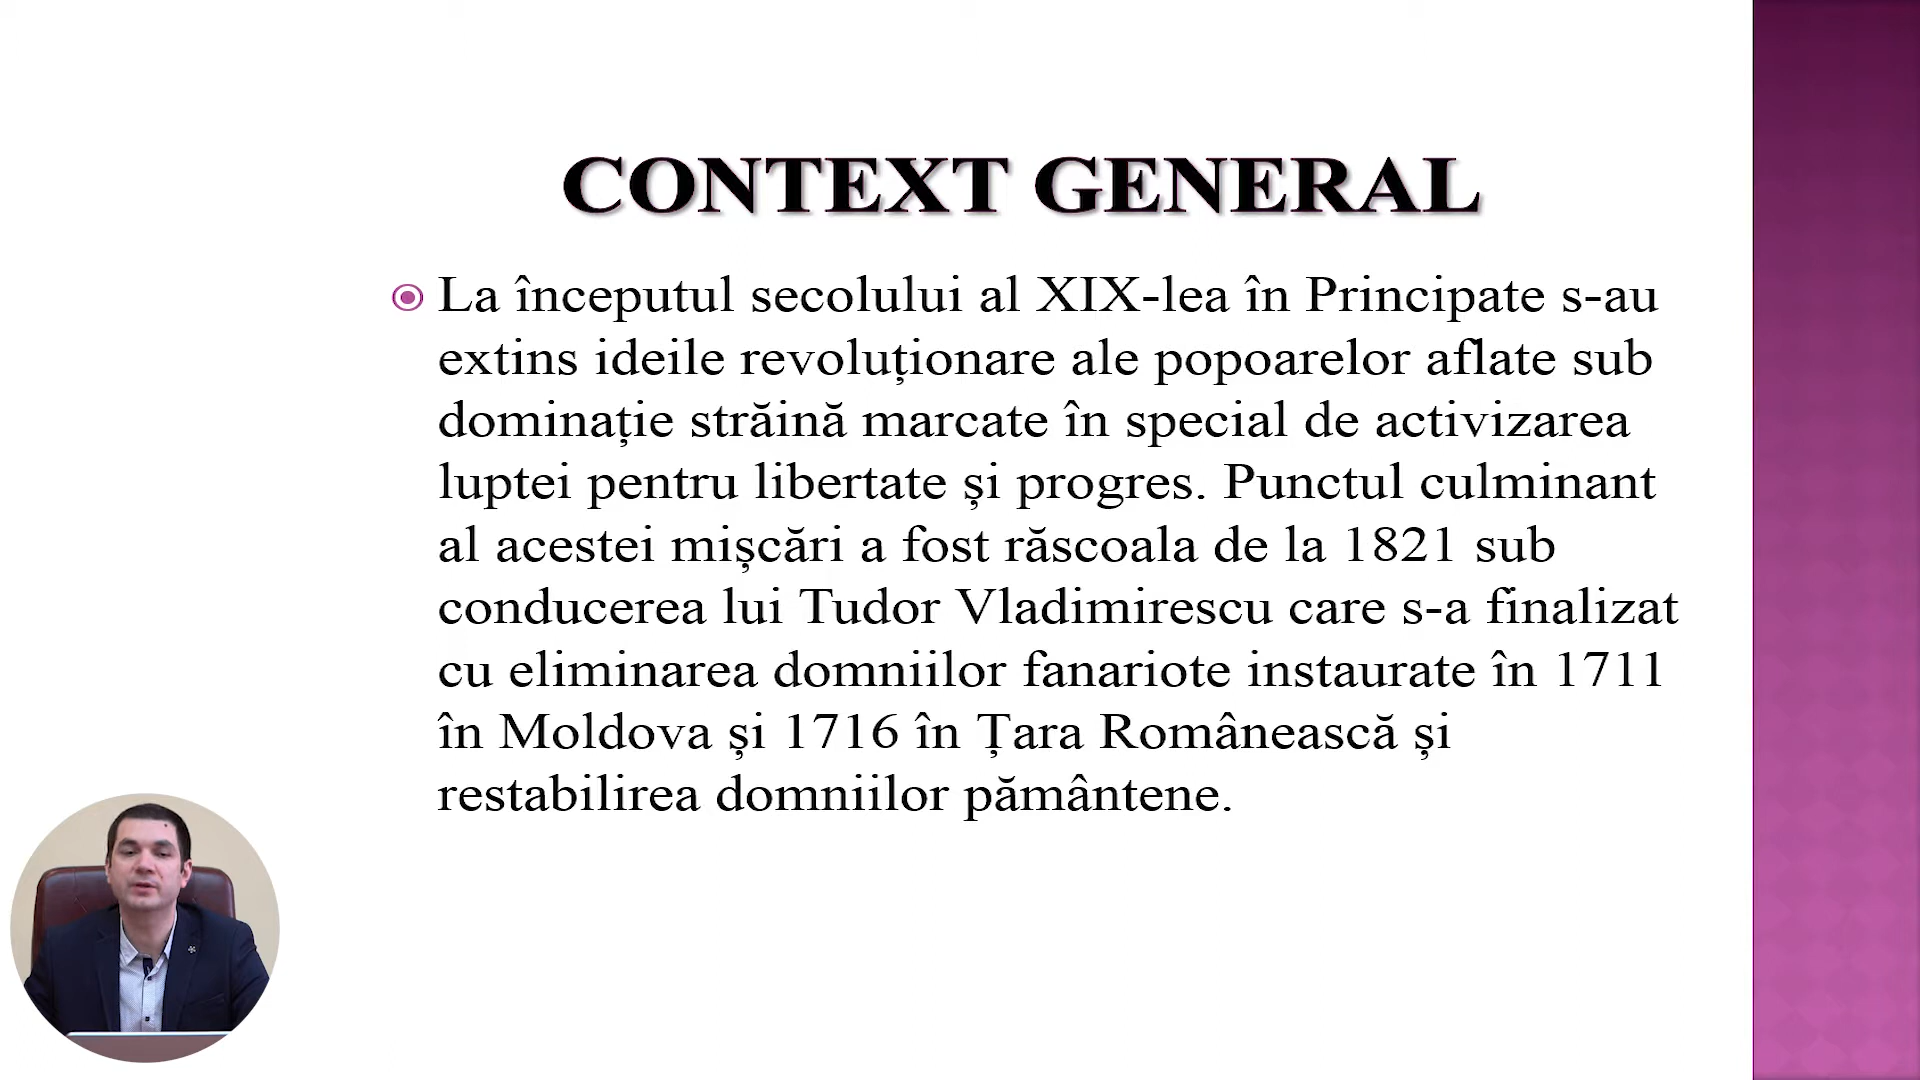 CONTEXT GENERAL
La începutul secolului al XIX-lea în Principate s-au
extins ideile revoluționare ale popoarelor aflate sub
dominație străină marcate în special de activizarea
luptei pentru libertate și progres. Punctul culminant
al acestei mișcări a fost răscoala de la 1821 sub
conducerea lui Tudor Vladimirescu care s-a finalizat
cu eliminarea domniilor fanariote instaurate în 1711
în Moldova și 1716 în Țara Românească și
restabilirea domniilor pământene.